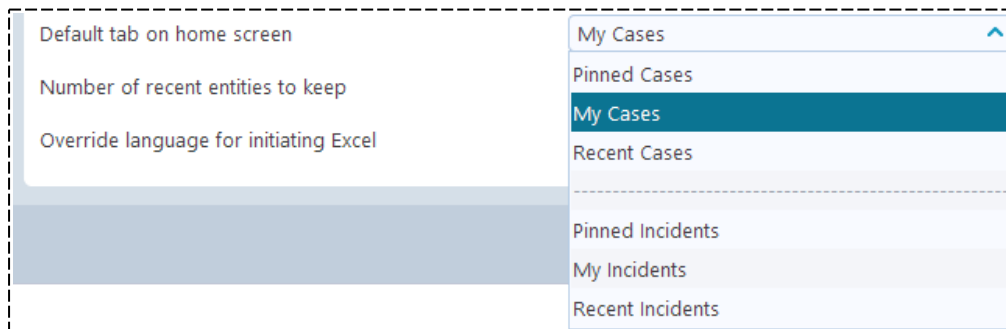 Default tab on home screen
My Cases
Number of recent entities to keep
Override language for initiating Excel
Pinned Cases
My Cases
Recent Cases
Pinned Incidents
My Incidents
Recent Incidents